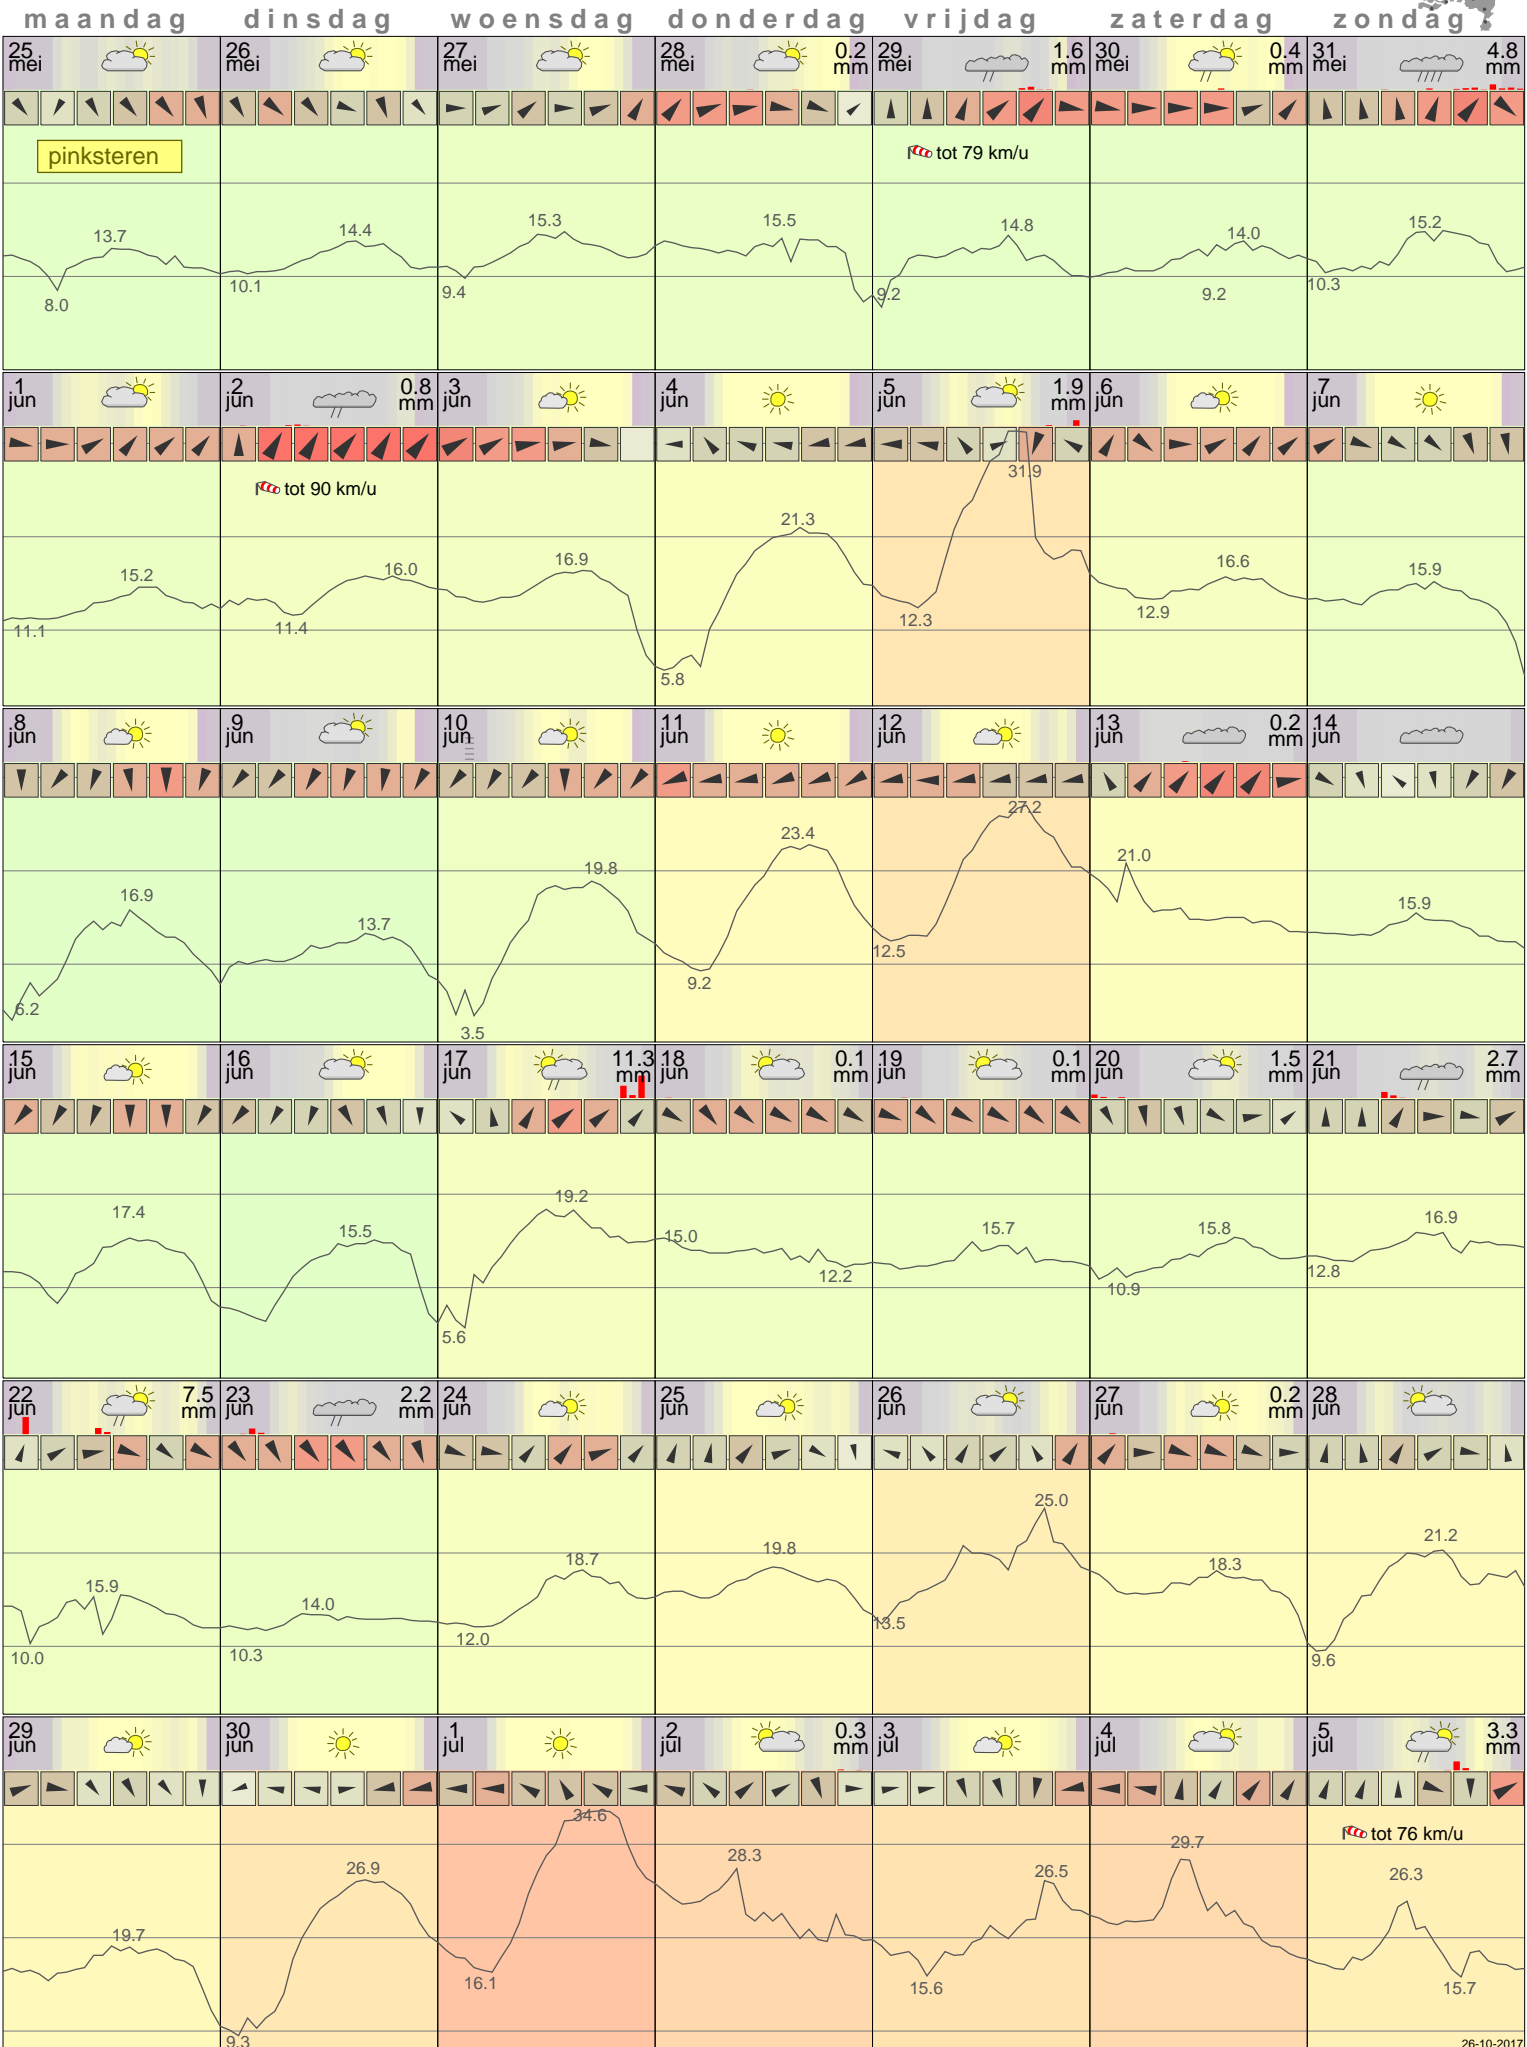 maandag dinsdag woensdag donderdag vrijdag zaterdag zondag
25 26 27 28 0.2 29 1.6 30 0.4 31 4.8
mei mei mei mei mm mei mm mei mm mei mm
pinksteren tot 79 km/u
13.7 14.4 15.3 15.5 14.8 14.0 15.2
8.0 10.1 9.4 9.2 9.2 10.3
1 2 0.8 3 4 5 1.9 6 7
jun jun mm jun jun jun mm jun jun
tot 90 km/u
15.2 16.0 16.9 21.3 31.9 16.6 15.9
11.1 11.4 5.8 12.3 12.9
8 9 10 11 12 13 0.2 14
jun jun jun jun jun jun mm jun
16.9 13.7 19.8 23.4 27.2 21.0 15.9
6.2 3.5 9.2 12.5
15 16 17 11.3 18 0.1 19 0.1 20 1.5 21 2.7
jun jun jun mm jun mm jun mm jun mm jun mm
17.4 15.5 19.2 15.0 15.7 15.8 16.9
5.6 12.2 10.9 12.8
22 7.5 23 2.2 24 25 26 27 0.2 28
jun mm jun mm jun jun jun jun mm jun
15.9 14.0 18.7 19.8 25.0 18.3 21.2
10.0 10.3 12.0 13.5 9.6
29 30 1 2 0.3 3 4 5 3.3
jun jun jul jul mm jul jul jul mm
tot 76 km/u
19.7 26.9 34.6 28.3 26.5 29.7 26.3
9.3 16.1 15.6 15.7
26-10-2017